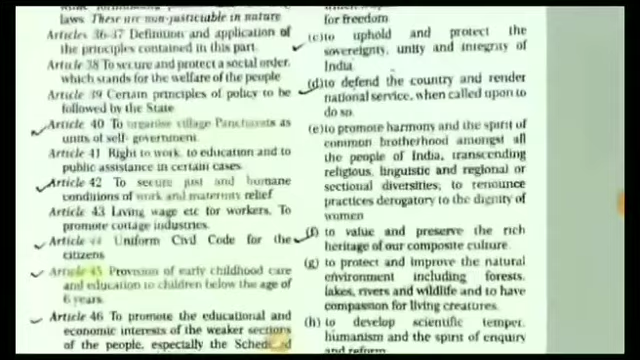 laws. These are non-justiciable in nature
Articles 36-37 Definition and application of
the principles contained in this part.
Article 38 To secure and protect a social order,
which stands for the welfare of the people
Article 39 Certain principles of policy to be
followed by the State
Article 40 To organise village Panchayats as
units of self- government.
Article 41 Right to work, to education and to
public assistance in certain cases
Article 42 To secure just and humane
conditions of work and maternity relief
Article 43 Living wage etc for workers. To
promote cottage industries.
Article 44 Uniform Civil Code for the
citizens
Article 45 Provision of early childhood care
and education to children below the age of
6 years.
Article 46 To promote the educational and
economic interests of the weaker sections
of the people, especially the Scheduled
for freedom
(c)to uphold and protect the
sovereignty, unity and integrity of
India
(d)to defend the country and render
national service, when called upon to
do so.
(e)to promote harmony and the spirit of
common brotherhood amongst all
the people of India, transcending
religious, linguistic and regional or
sectional diversities, to renounce
practices derogatory to the dignity of
women
(f) to value and preserve the rich
heritage of our composite culture.
(g) to protect and improve the natural
environment including forests,
lakes, rivers and wildlife and to have
compassion for living creatures.
(h) to develop scientific temper,
humanism and the spirit of enquiry
and reform